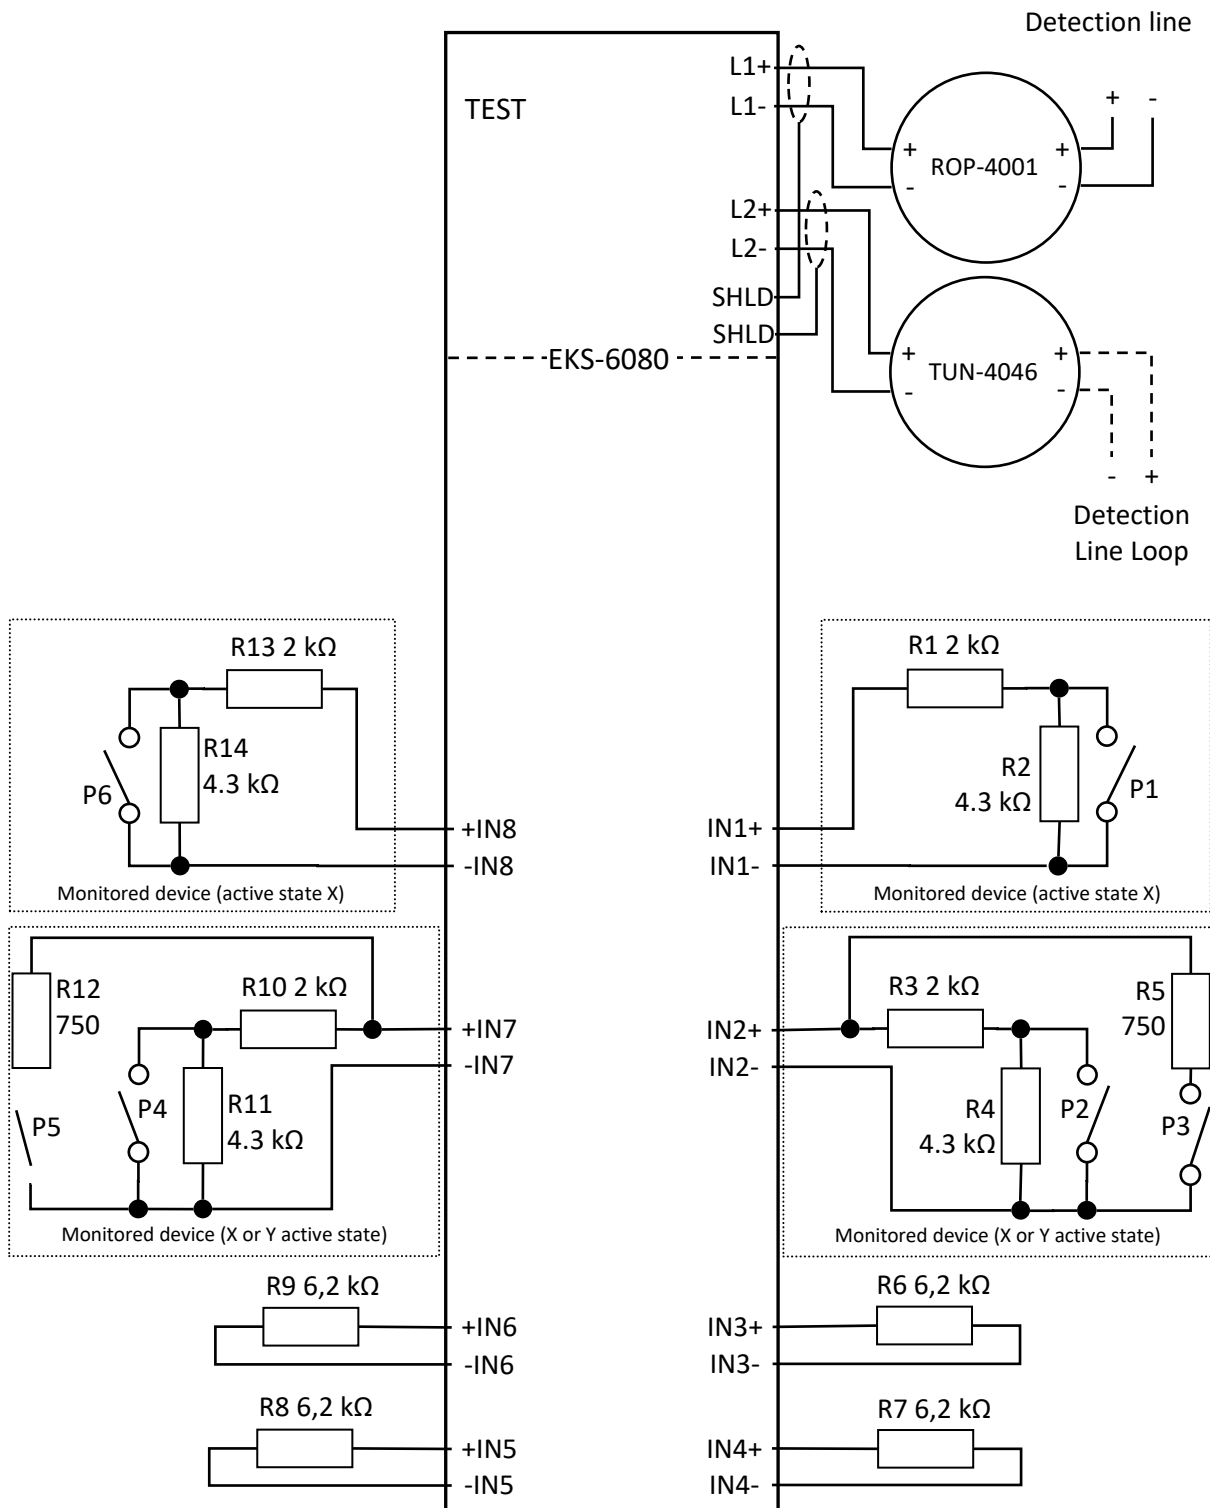 Detection line
L1+
TEST
L1-
+ -
+ ROP-4001 +
- -
L2+
L2-
SHLD
SHLD
EKS-6080
+ TUN-4046 +
- -
- +
Detection
Line Loop
R13 2 kΩ
R14
4.3 kΩ
P6
+IN8
-IN8
Monitored device (active state X)
R1 2 kΩ
R2
4.3 kΩ
P1
IN1+
IN1-
Monitored device (active state X)
R12
750
R10 2 kΩ
+IN7
-IN7
P5
P4
R11
4.3 kΩ
Monitored device (X or Y active state)
R3 2 kΩ
R5
750
IN2+
IN2-
R4
4.3 kΩ
P2
P3
Monitored device (X or Y active state)
R9 6,2 kΩ
+IN6
-IN6
R6 6,2 kΩ
IN3+
IN3-
R8 6,2 kΩ
+IN5
-IN5
R7 6,2 kΩ
IN4+
IN4-